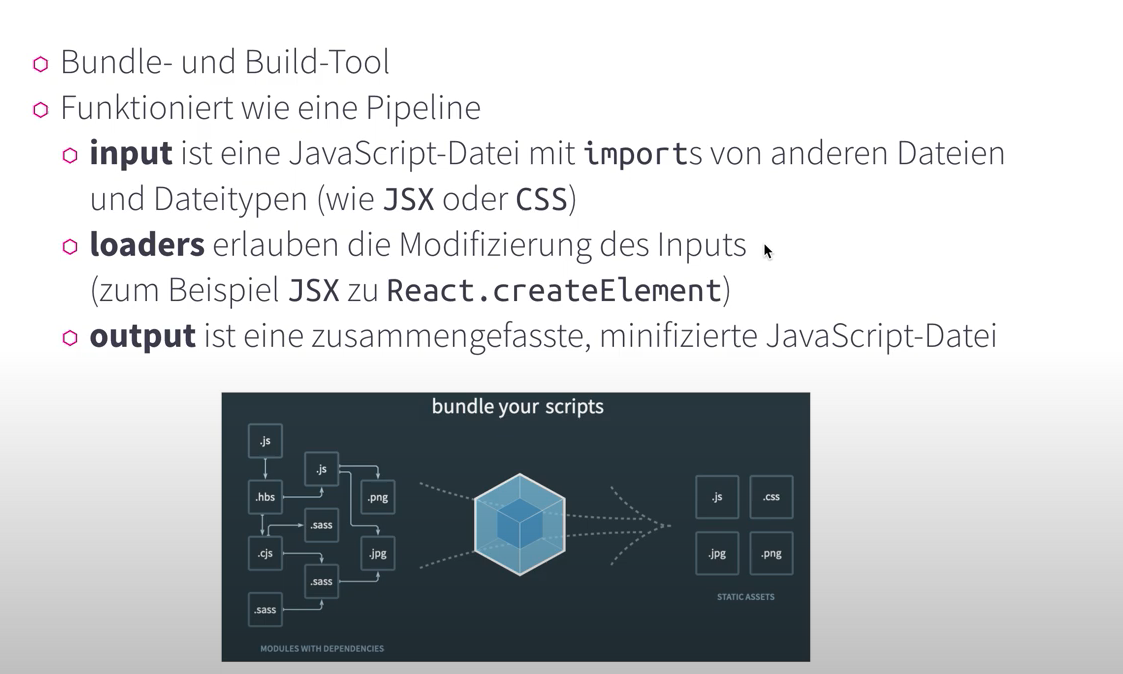 Bundle- und Build-Tool
Funktioniert wie eine Pipeline
input ist eine JavaScript-Datei mit imports von anderen Dateien
und Dateitypen (wie JSX oder CSS)
loaders erlauben die Modifizierung des Inputs
(zum Beispiel JSX zu React.createElement)
output ist eine zusammengefasste, minifizierte JavaScript-Datei
bundle your scripts
.js
.js
.hbs
.png
.sass
.cjs
.jpg
.sass
.sass
MODULES WITH DEPENDENCIES
.js
.css
.jpg
.png
STATIC ASSETS